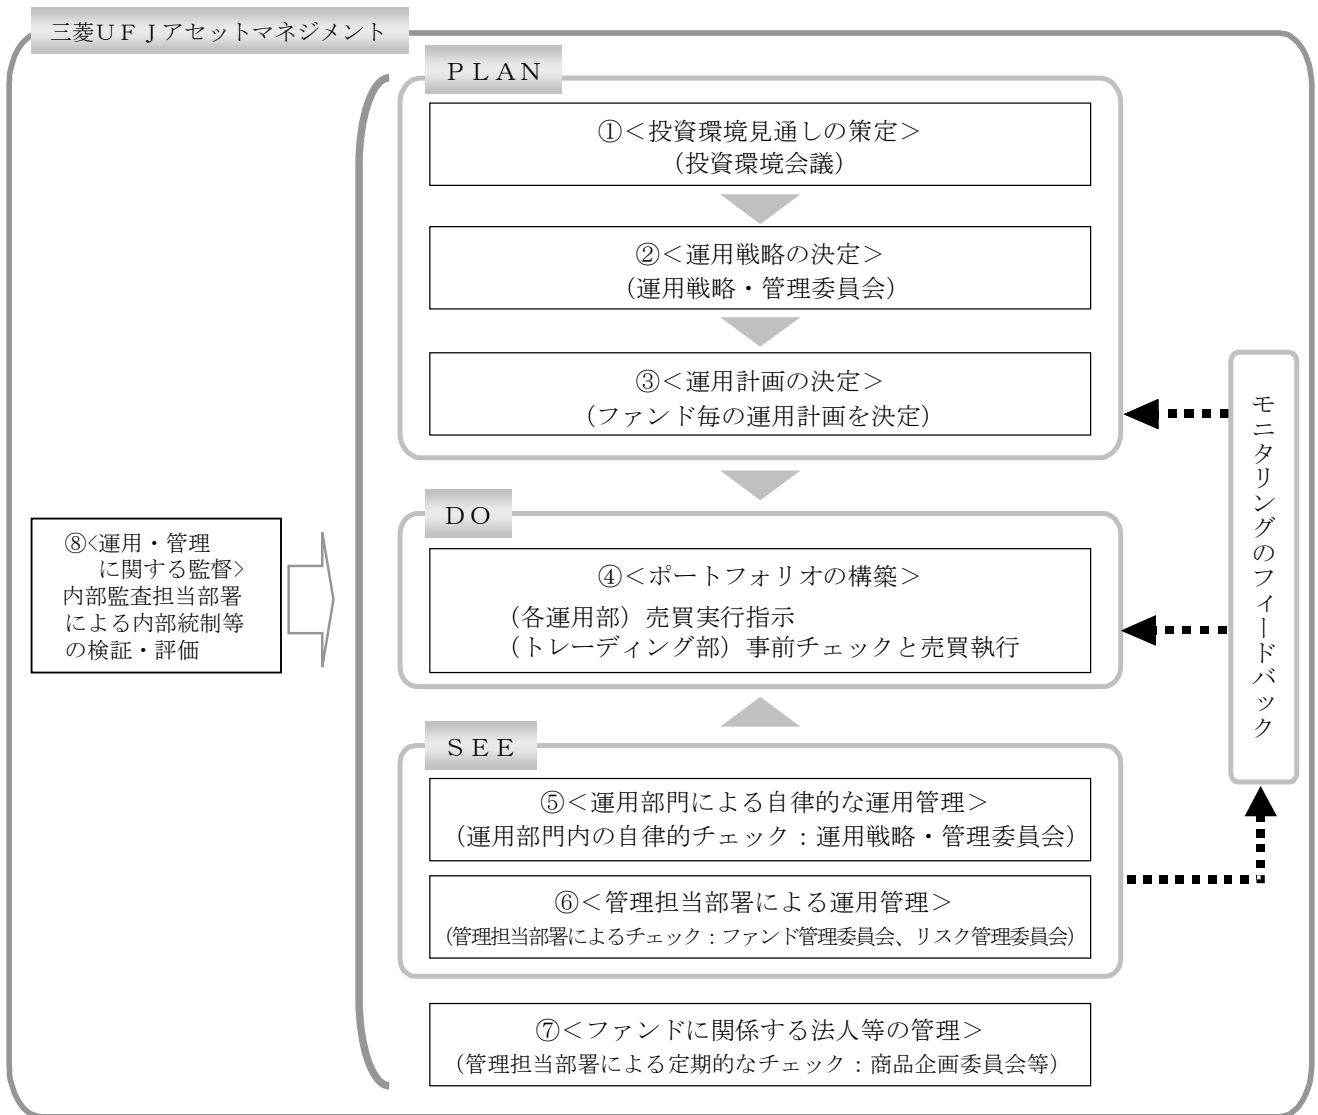 三菱ＵＦＪアセットマネジメント
ＰＬＡＮ
①＜投資環境見通しの策定＞
（投資環境会議）
②＜運用戦略の決定＞
（運用戦略・管理委員会）
③＜運用計画の決定＞
（ファンド毎の運用計画を決定）
ＤＯ
④＜ポートフォリオの構築＞
（各運用部）売買実行指示
（トレーディング部）事前チェックと売買執行
ＳＥＥ
⑤＜運用部門による自律的な運用管理＞
（運用部門内の自律的チェック：運用戦略・管理委員会）
⑥＜管理担当部署による運用管理＞
（管理担当部署によるチェック：ファンド管理委員会、リスク管理委員会）
⑦＜ファンドに関係する法人等の管理＞
（管理担当部署による定期的なチェック：商品企画委員会等）
⑧<運用・管理
に関する監督>
内部監査担当部署
による内部統制等
の検証・評価
モニタリングのフィードバック